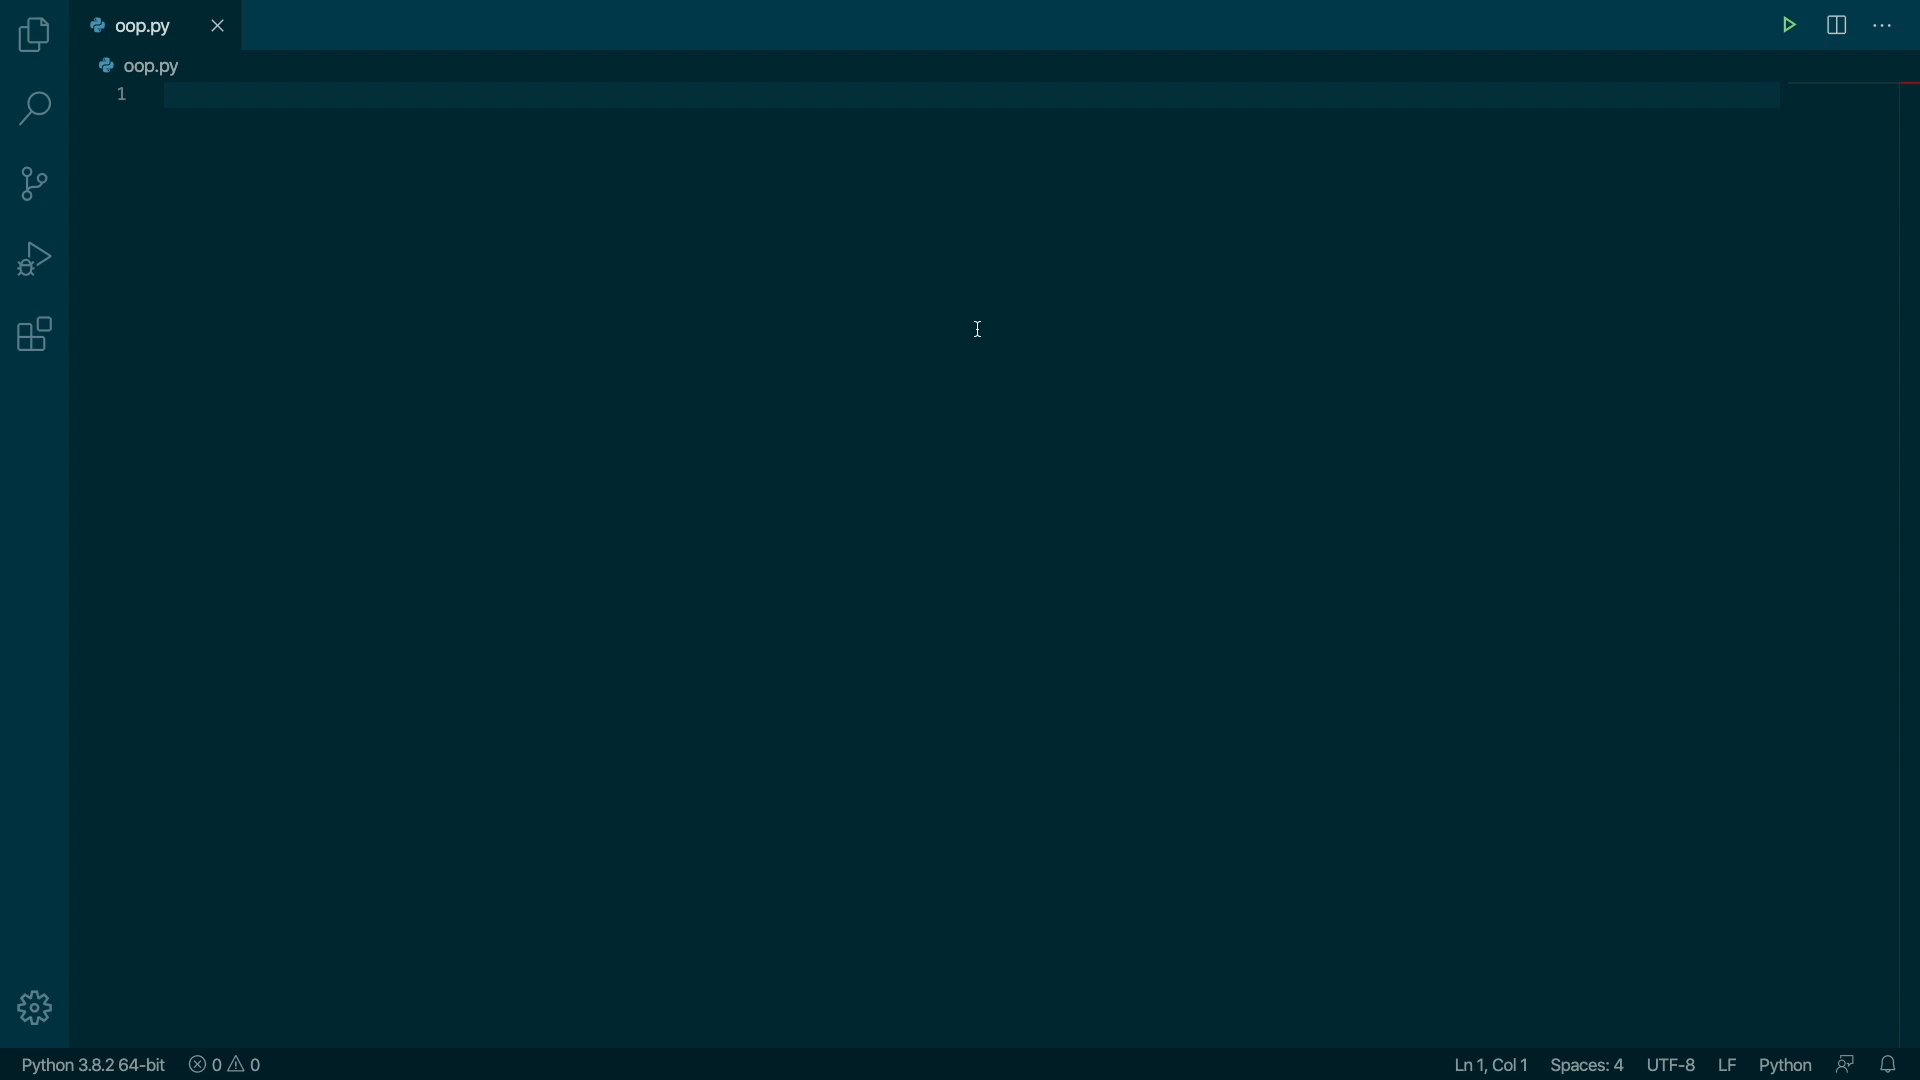 oop.py
oop.py
1
Python 3.8.2 64-bit 0 0 Ln 1, Col 1 Spaces: 4 UTF-8 LF Python